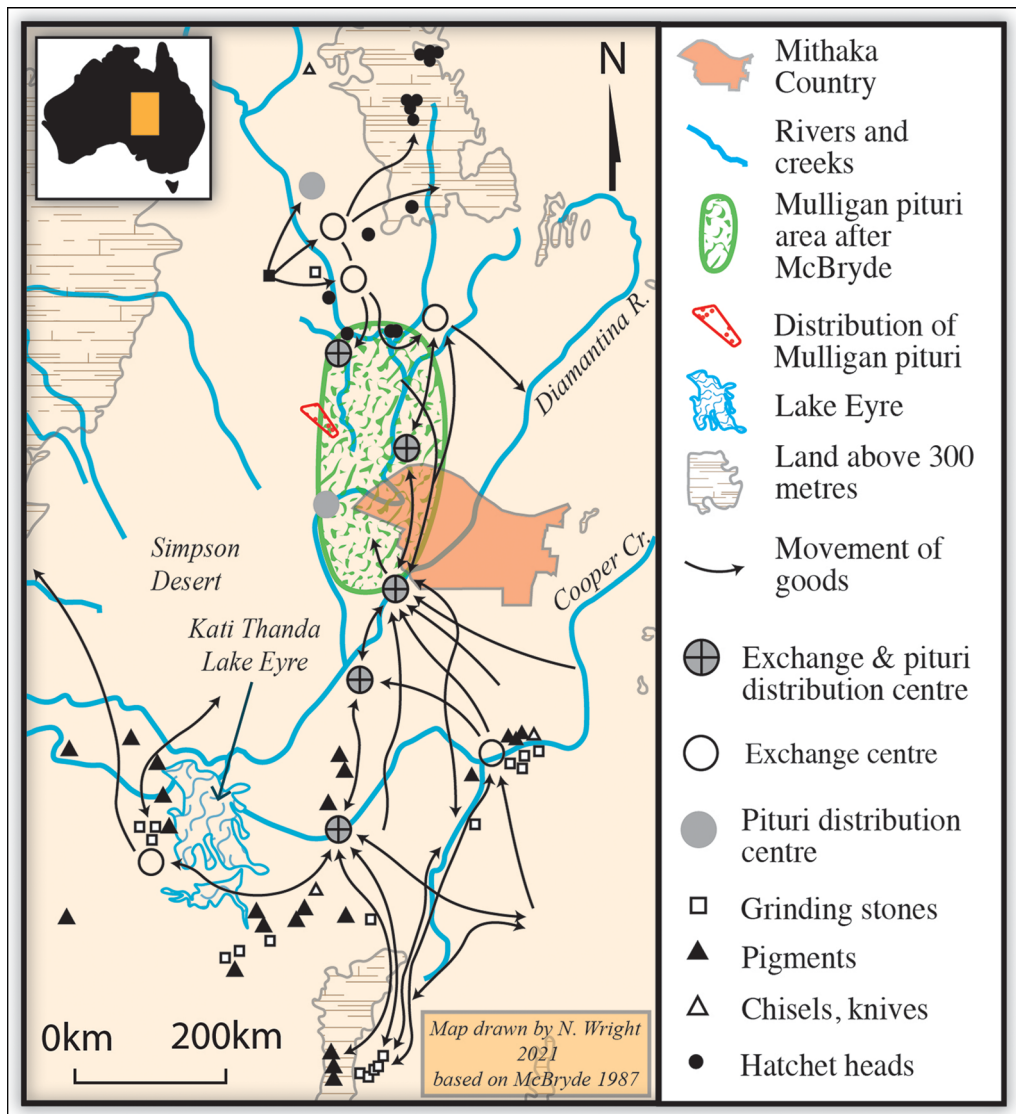 N
Diamantina R.
Simpson
Desert
Cooper Cr.
Kati Thanda
Lake Eyre
0km
200km
Map drawn by N. Wright
2021
based on McBryde 1987
Mithaka
Country
Rivers and
creeks
Mulligan pituri
area after
McBryde
Distribution of
Mulligan pituri
Lake Eyre
Land above 300
metres
Movement of
goods
Exchange & pituri
distribution centre
Exchange centre
Pituri distribution
centre
Grinding stones
Pigments
Chisels, knives
Hatchet heads